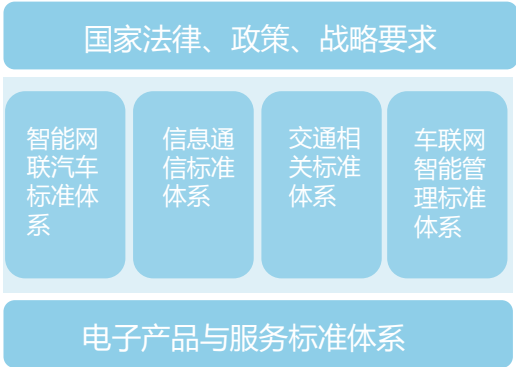 国家法律、政策、战略要求
智能网
联汽车
标准体
系
信息通
信标准
体系
交通相
关标准
体系
车联网
智能管
理标准
体系
电子产品与服务标准体系